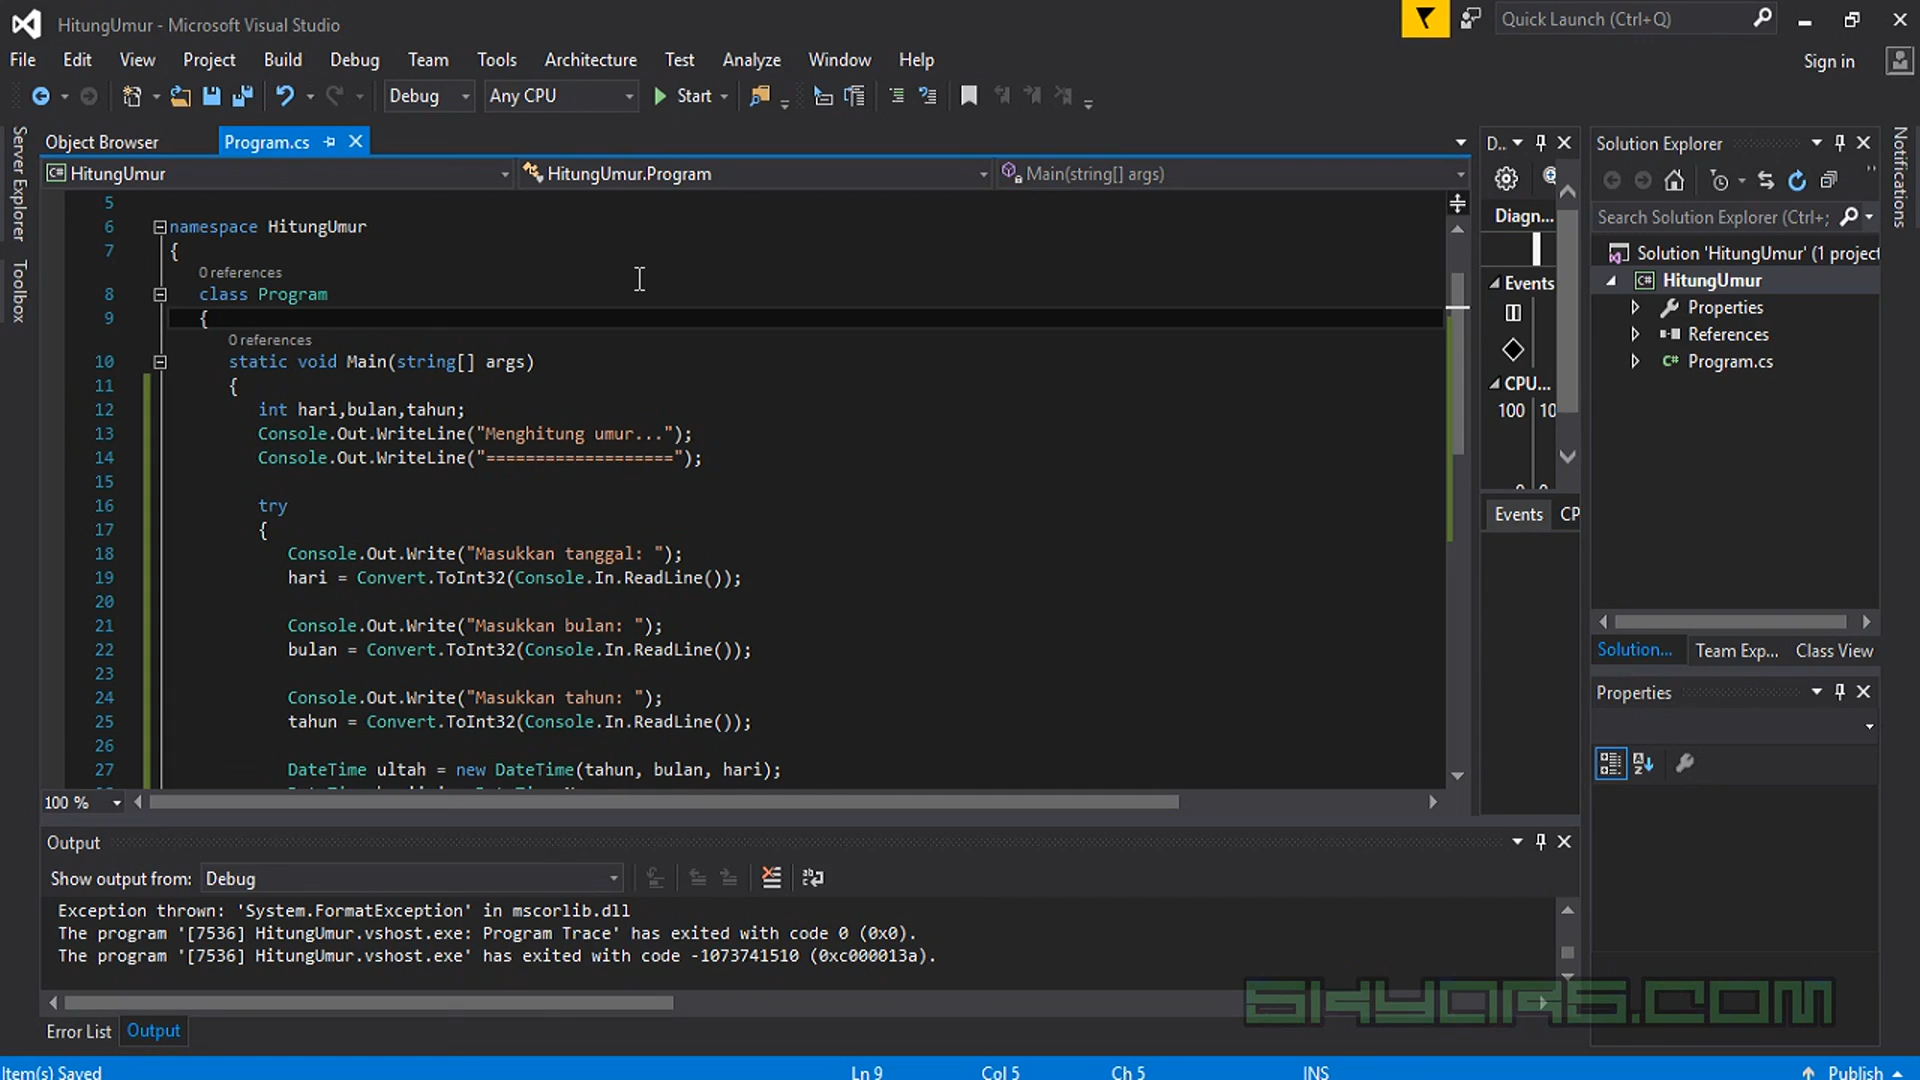 HitungUmur - Microsoft Visual Studio
Quick Launch (Ctrl+Q)
File Edit View Project Build Debug Team Tools Architecture Test Analyze Window Help
Sign in
Debug Any CPU Start
Server Explorer
Toolbox
Object Browser Program.cs
HitungUmur HitungUmur.Program Main(string[] args)
5
6 namespace HitungUmur
7 {
0 references
8 class Program
9 {
0 references
10 static void Main(string[] args)
11 {
12 int hari,bulan,tahun;
13 Console.Out.WriteLine("Menghitung umur...");
14 Console.Out.WriteLine("===================");
15
16 try
17 {
18 Console.Out.Write("Masukkan tanggal: ");
19 hari = Convert.ToInt32(Console.In.ReadLine());
20
21 Console.Out.Write("Masukkan bulan: ");
22 bulan = Convert.ToInt32(Console.In.ReadLine());
23
24 Console.Out.Write("Masukkan tahun: ");
25 tahun = Convert.ToInt32(Console.In.ReadLine());
26
27 DateTime ultah = new DateTime(tahun, bulan, hari);
100 %
D..
Diagn...
Events
CPU...
100 10
Events CP
Solution Explorer
Search Solution Explorer (Ctrl+;
Solution 'HitungUmur' (1 project
HitungUmur
Properties
References
Program.cs
Solution... Team Exp... Class View
Properties
Notifications
Output
Show output from: Debug
Exception thrown: 'System.FormatException' in mscorlib.dll
The program '[7536] HitungUmur.vshost.exe: Program Trace' has exited with code 0 (0x0).
The program '[7536] HitungUmur.vshost.exe' has exited with code -1073741510 (0xc000013a).
Error List Output
Item(s) Saved Ln 9 Col 5 Ch 5 INS Publish